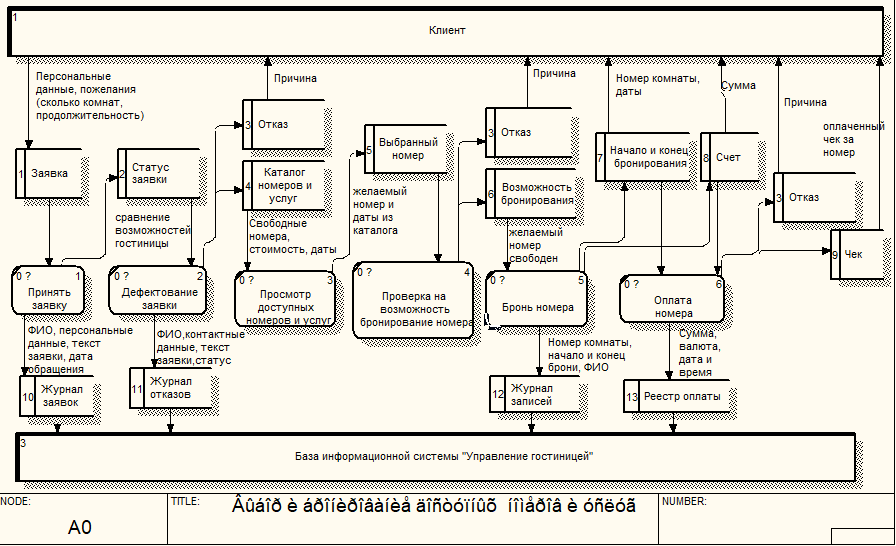 1
Клиент
Персональные
данные, пожелания
(сколько комнат,
продолжительность)
Причина
Причина
Номер комнаты,
даты
Сумма
Причина
оплаченный
чек за
номер
1 Заявка
2 Статус
заявки
3 Отказ
4 Каталог
номеров и
услуг
5 Выбранный
номер
3 Отказ
6 Возможность
бронирования
7 Начало и конец
бронирования
8 Счет
3 Отказ
9 Чек
сравнение
возможностей
гостиницы
Свободные
номера,
стоимость, даты
желаемый
номер и
даты из
каталога
желаемый
номер
свободен
0 ? 1
Принять
заявку
0 ? 2
Дефектование
заявки
0 ? 3
Просмотр
доступных
номеров и услуг
0 ? 4
Проверка на
возможность
бронирование номера
0 ? 5
Бронь номера
0 ? 6
Оплата
номера
ФИО, персональные
данные, текст
заявки, дата
обращения
ФИО,контактные
данные, текст
заявки,статус
Номер комнаты,
начало и конец
брони, ФИО
Сумма,
валюта,
дата и
время
10 Журнал
заявок
11 Журнал
отказов
12 Журнал
записей
13 Реестр оплаты
3
База информационной системы "Управление гостиницей"
NODE:
A0
TITLE:
Âûáîð è áðîíèðîâàíèå äîñòóïíûõ íîìåðîâ è óñëóã
NUMBER: